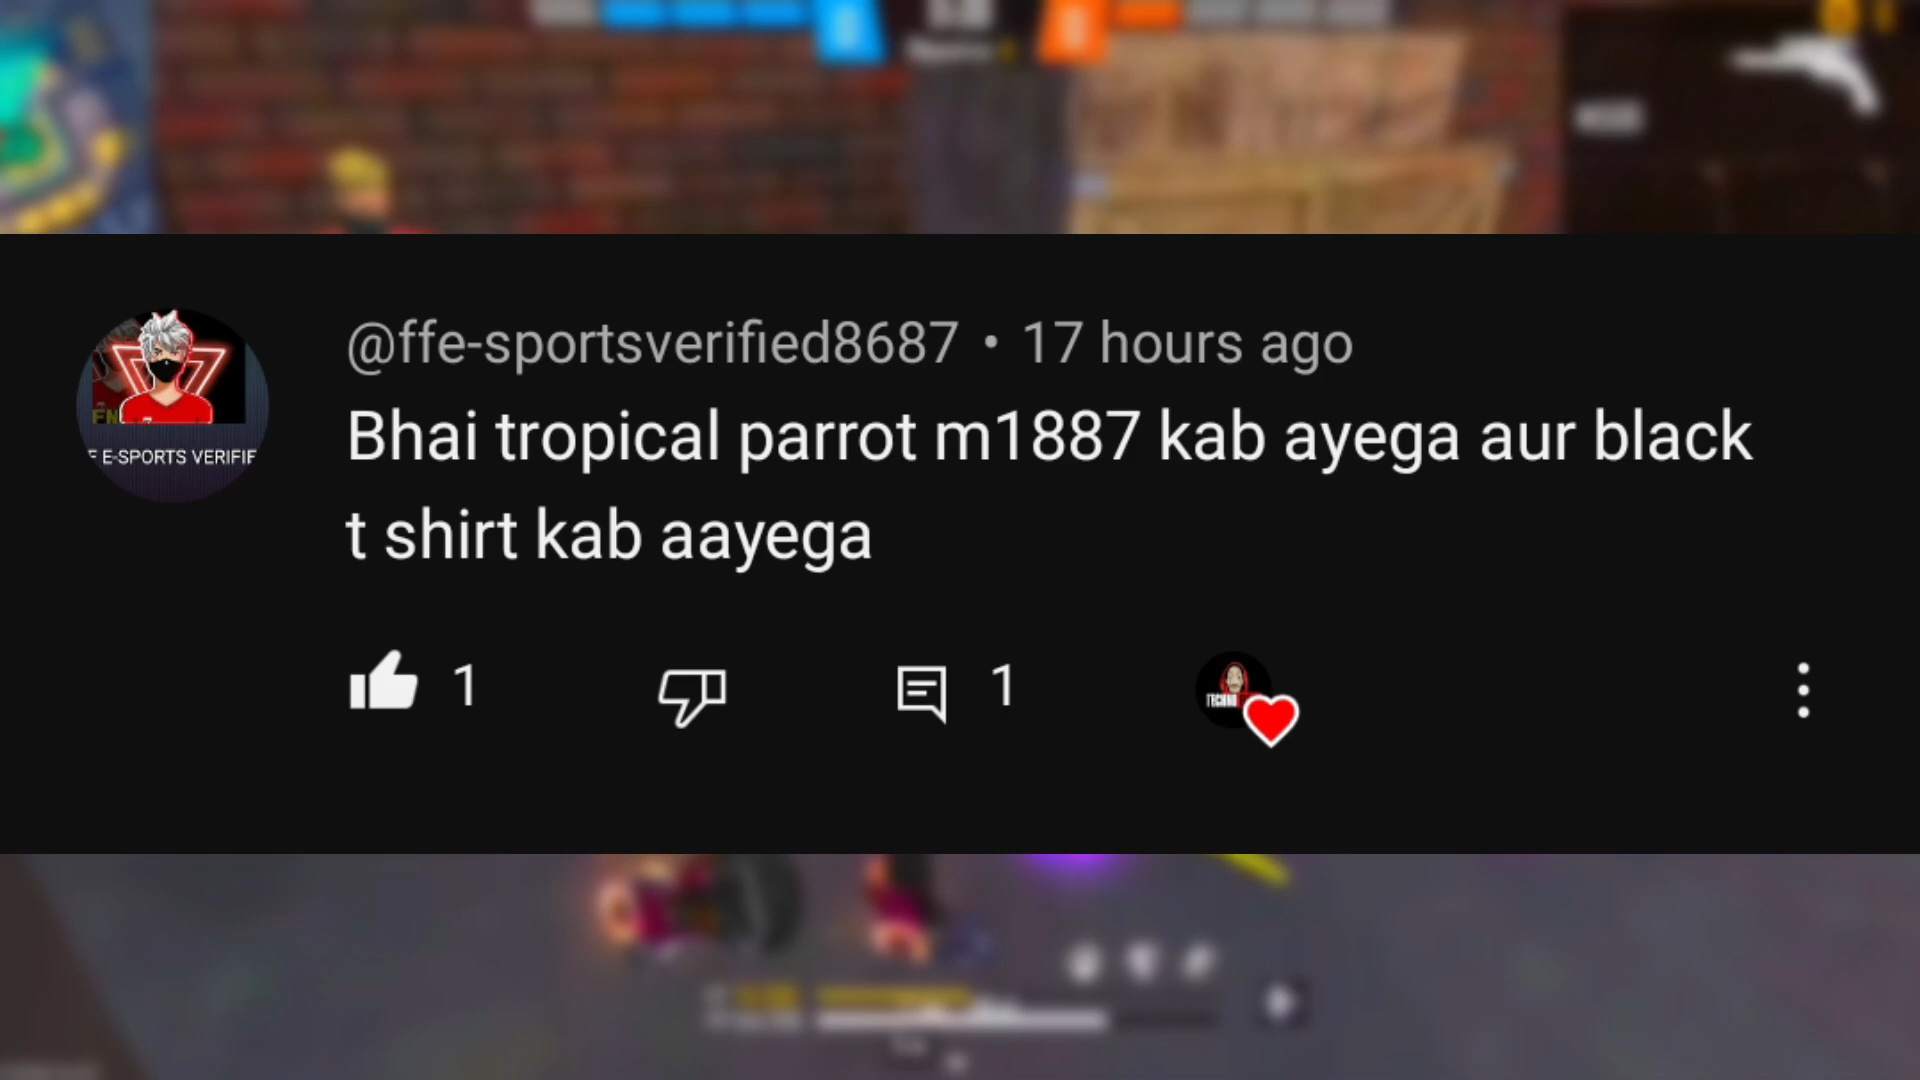 @ffe-sportsverified8687 • 17 hours ago
Bhai tropical parrot m1887 kab ayega aur black
t shirt kab aayega
E-SPORTS VERIFIE
1
1
TECHNO